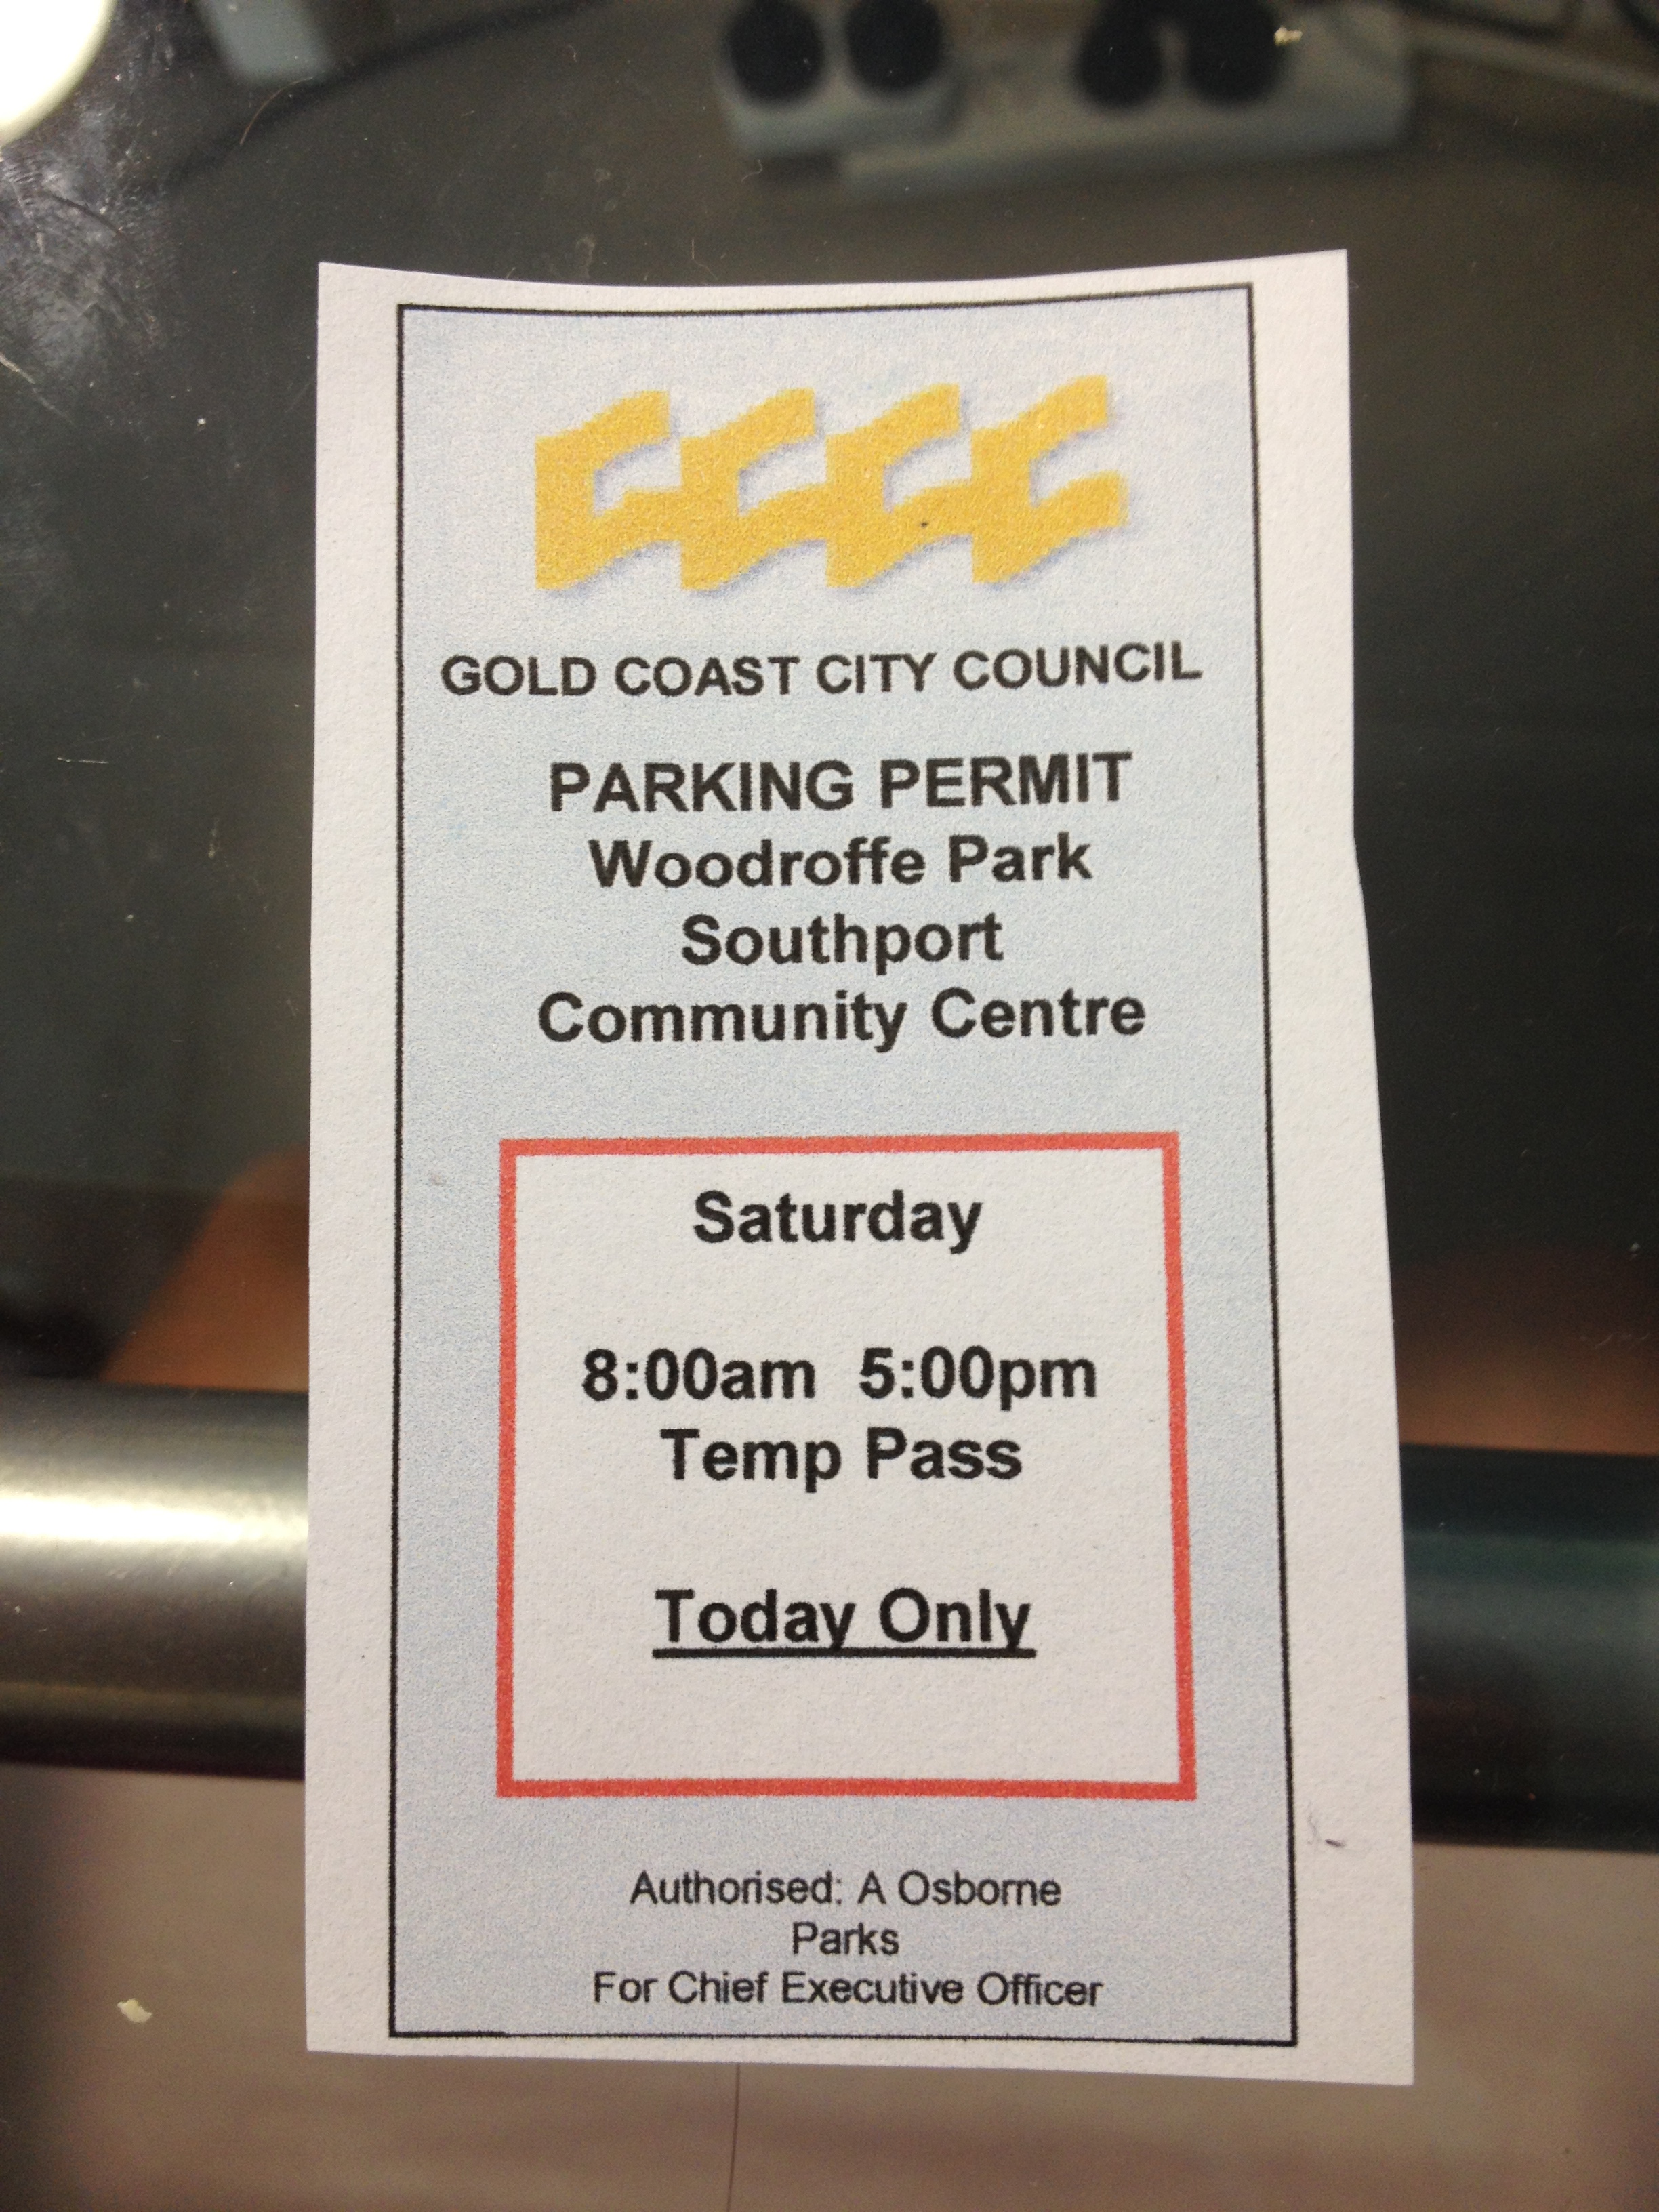 GCCC
GOLD COAST CITY COUNCIL
PARKING PERMIT
Woodroffe Park
Southport
Community Centre
Saturday
8:00am 5:00pm
Temp Pass
Today Only
Authorised: A Osborne
Parks
For Chief Executive Officer